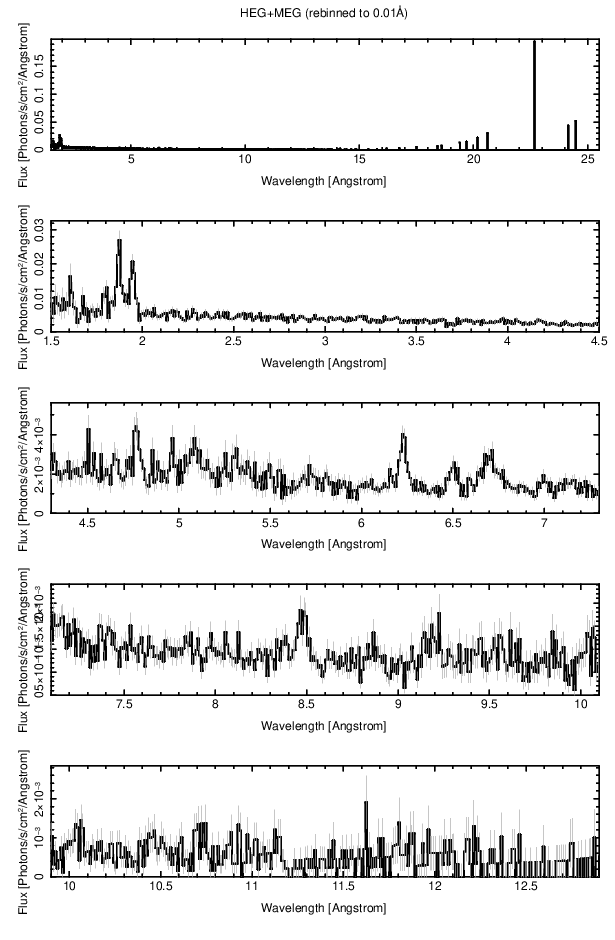 HEG+MEG (rebinned to 0.01Å)
Flux [Photons/s/cm²/Angstrom]
0 0.05 0.1 0.15
5 10 15 20 25
Wavelength [Angstrom]
Flux [Photons/s/cm²/Angstrom]
0 0.01 0.02 0.03
1.5 2 2.5 3 3.5 4 4.5
Wavelength [Angstrom]
Flux [Photons/s/cm²/Angstrom]
0 2×10⁻³ 4×10⁻³
4.5 5 5.5 6 6.5 7
Wavelength [Angstrom]
Flux [Photons/s/cm²/Angstrom]
7.5 8 8.5 9 9.5 10
Wavelength [Angstrom]
Flux [Photons/s/cm²/Angstrom]
0 10⁻³ 2×10⁻³
10 10.5 11 11.5 12 12.5
Wavelength [Angstrom]